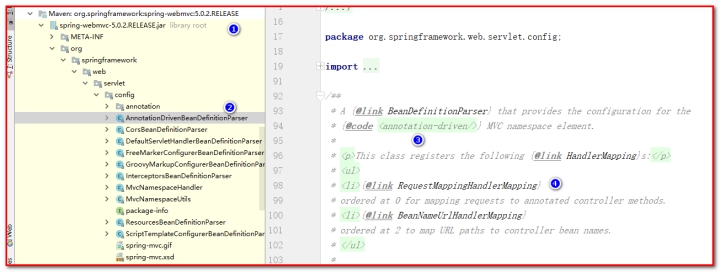 Maven: org.springframework:spring-webmvc:5.0.2.RELEASE
spring-webmvc-5.0.2.RELEASE.jar library root
1
META-INF
org
springframework
web
servlet
config
annotation
2
AnnotationDrivenBeanDefinitionParser
CorsBeanDefinitionParser
DefaultServletHandlerBeanDefinitionParser
FreeMarkerConfigurerBeanDefinitionParser
GroovyMarkupConfigurerBeanDefinitionPar
InterceptorsBeanDefinitionParser
MvcNamespaceHandler
MvcNamespaceUtils
package-info
ResourcesBeanDefinitionParser
ScriptTemplateConfigurerBeanDefinitionPar
spring-mvc.gif
spring-mvc.xsd
Z: Structure
Web
es
16
17 package org.springframework.web.servlet.config;
18
19 import ...
91
92 /**
93 * A {@link BeanDefinitionParser} that provides the configuration for the
94 * {@code <annotation-driven/>} MVC namespace element.
95 *
3
96 * <p>This class registers the following {@link HandlerMapping}s:</p>
97 * <ul>
98 * <li>{@link RequestMappingHandlerMapping}
4
99 * ordered at 0 for mapping requests to annotated controller methods.
100 * <li>{@link BeanNameUrlHandlerMapping}
101 * ordered at 2 to map URL paths to controller bean names.
102 * </ul>
103 *